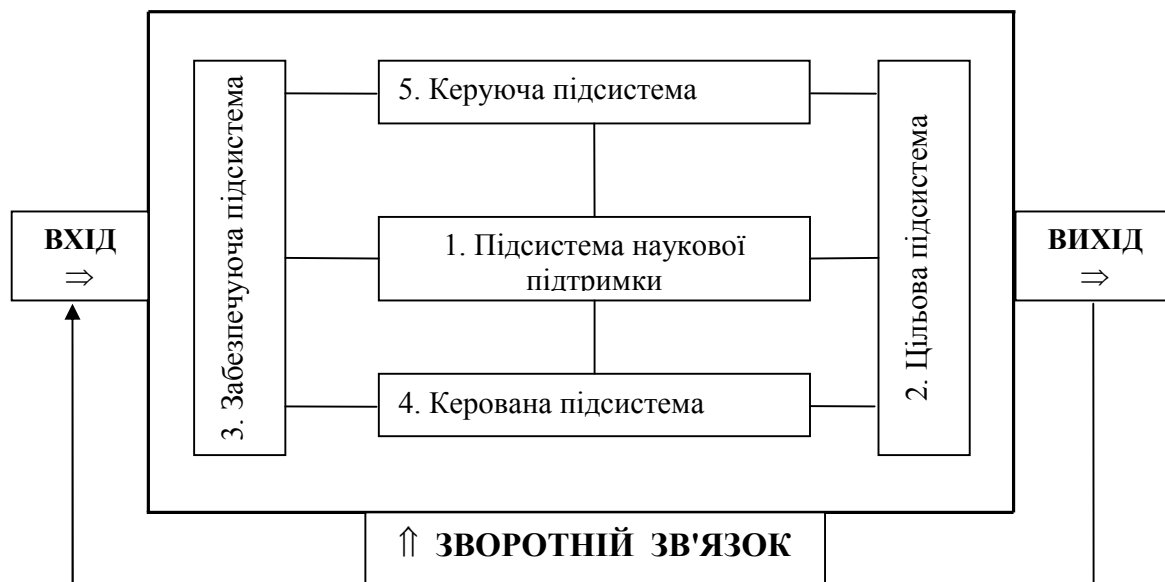 5. Керуюча підсистема
3. Забезпечуюча підсистема
2. Цільова підсистема
ВХІД
⇒
1. Підсистема наукової
підтримки
ВИХІД
⇒
4. Керована підсистема
⇑ ЗВОРОТНІЙ ЗВ'ЯЗОК